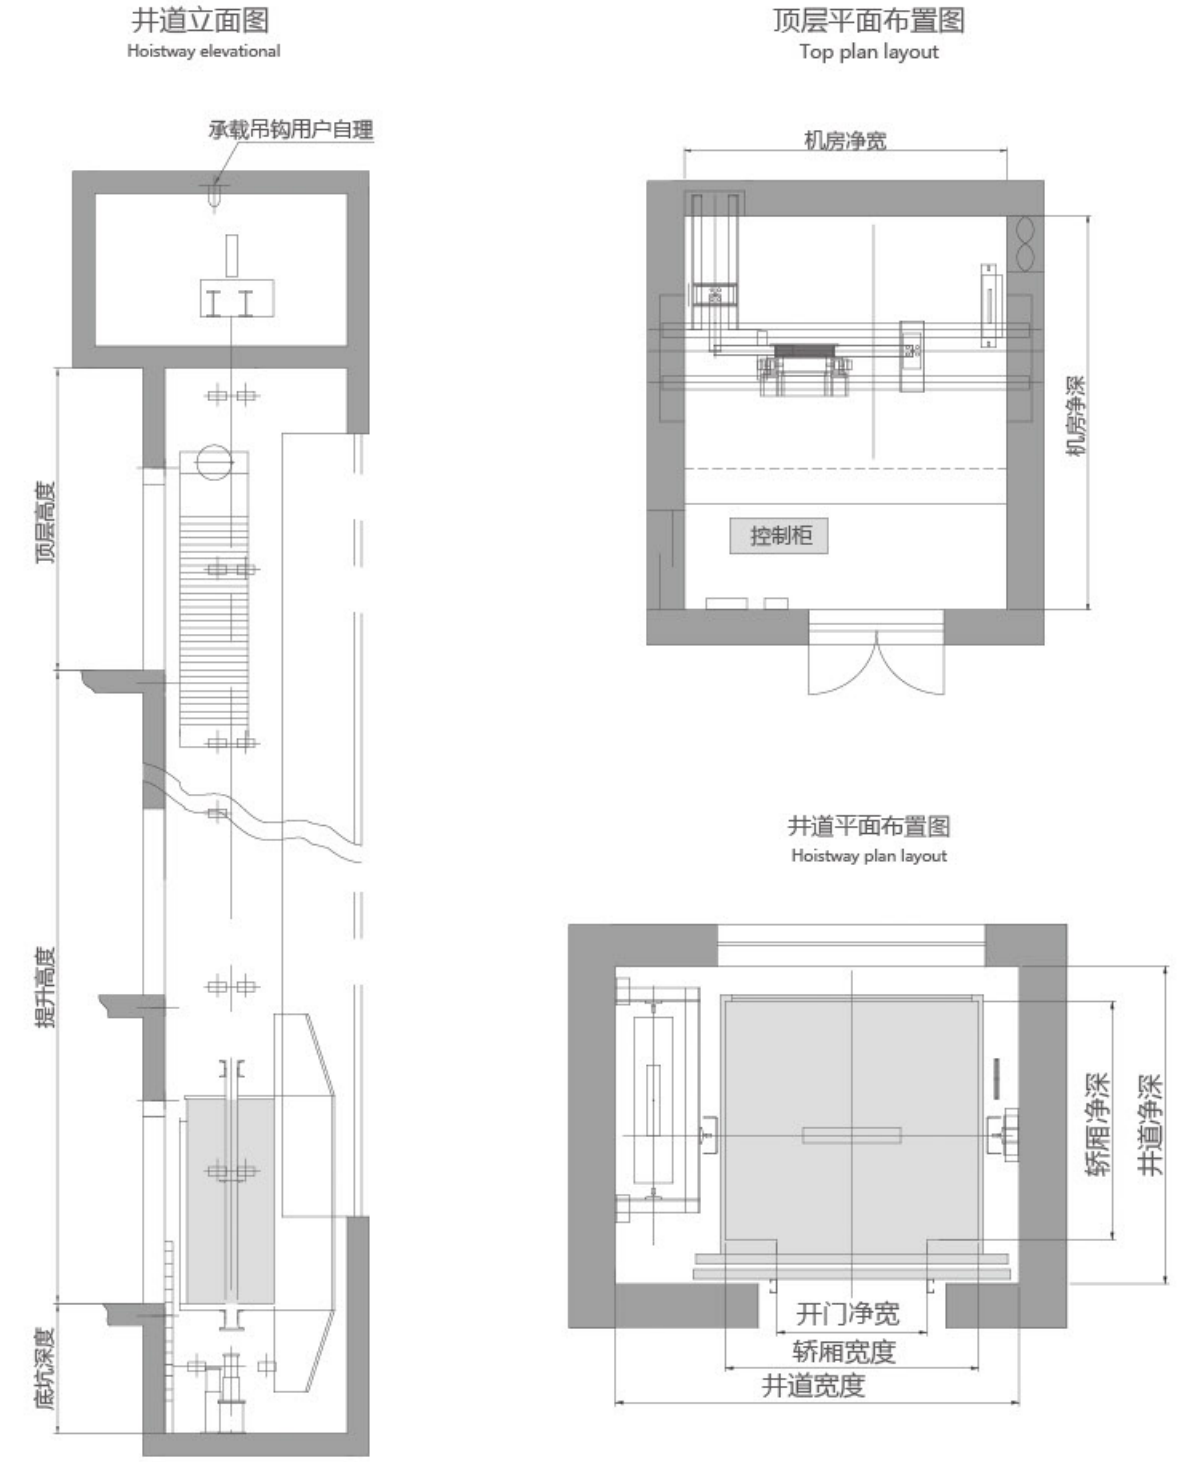 井道立面图
Hoistway elevational
承载吊钩用户自理
顶层高度
提升高度
底坑深度
顶层平面布置图
Top plan layout
机房净宽
机房净深
控制柜
井道平面布置图
Hoistway plan layout
轿厢净深
井道净深
开门净宽
轿厢宽度
井道宽度